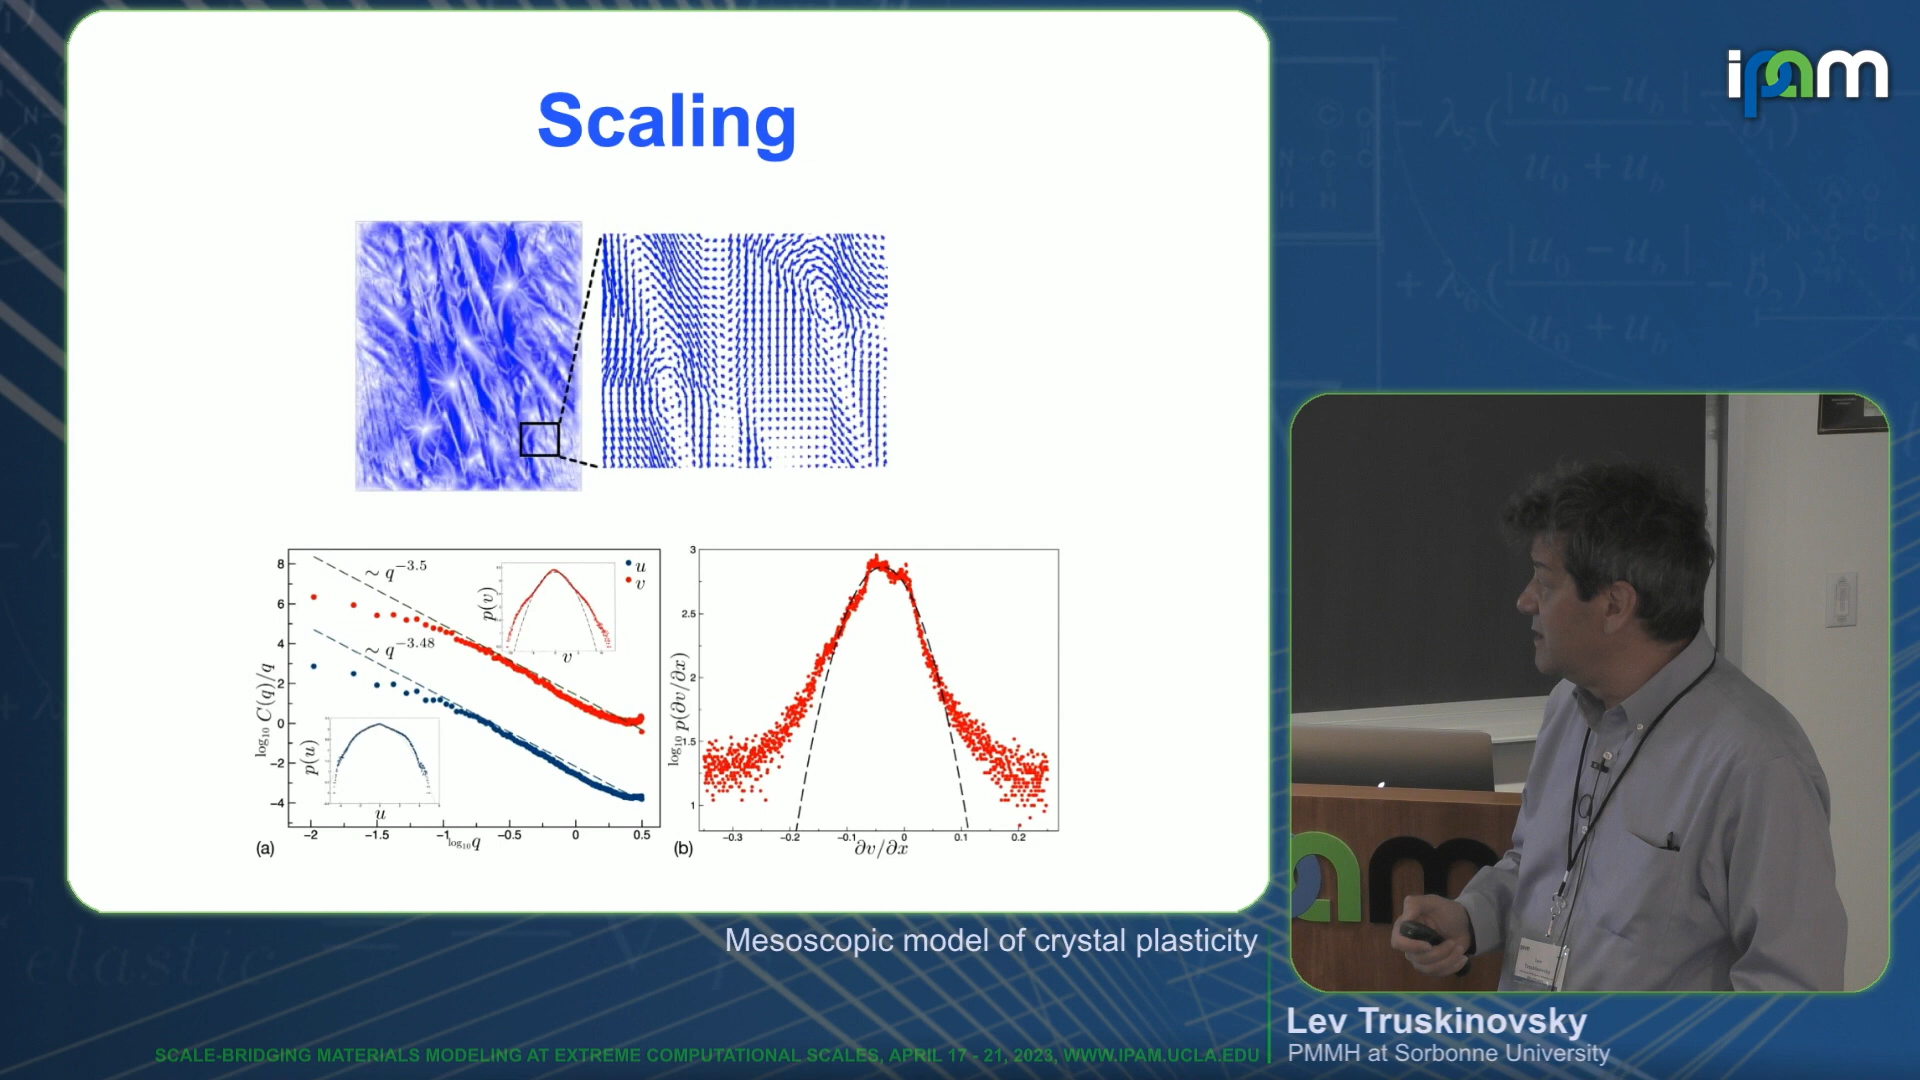 ipam
Scaling
~ q^{-3.5}
~ q^{-3.48}
u
v
p(v)
v
p(u)
u
log₁₀ C(q)/q
8
6
4
2
0
−2
−4
−2
−1.5
−1
−0.5
0
0.5
log₁₀q
(a)
3
2.5
2
1.5
1
log₁₀ p(∂v/∂x)
-0.3
-0.2
-0.1
0
0.1
0.2
∂v/∂x
(b)
Mesoscopic model of crystal plasticity
Lev Truskinovsky
PMMH at Sorbonne University
SCALE-BRIDGING MATERIALS MODELING AT EXTREME COMPUTATIONAL SCALES, APRIL 17 - 21, 2023, WWW.IPAM.UCLA.EDU
elastic